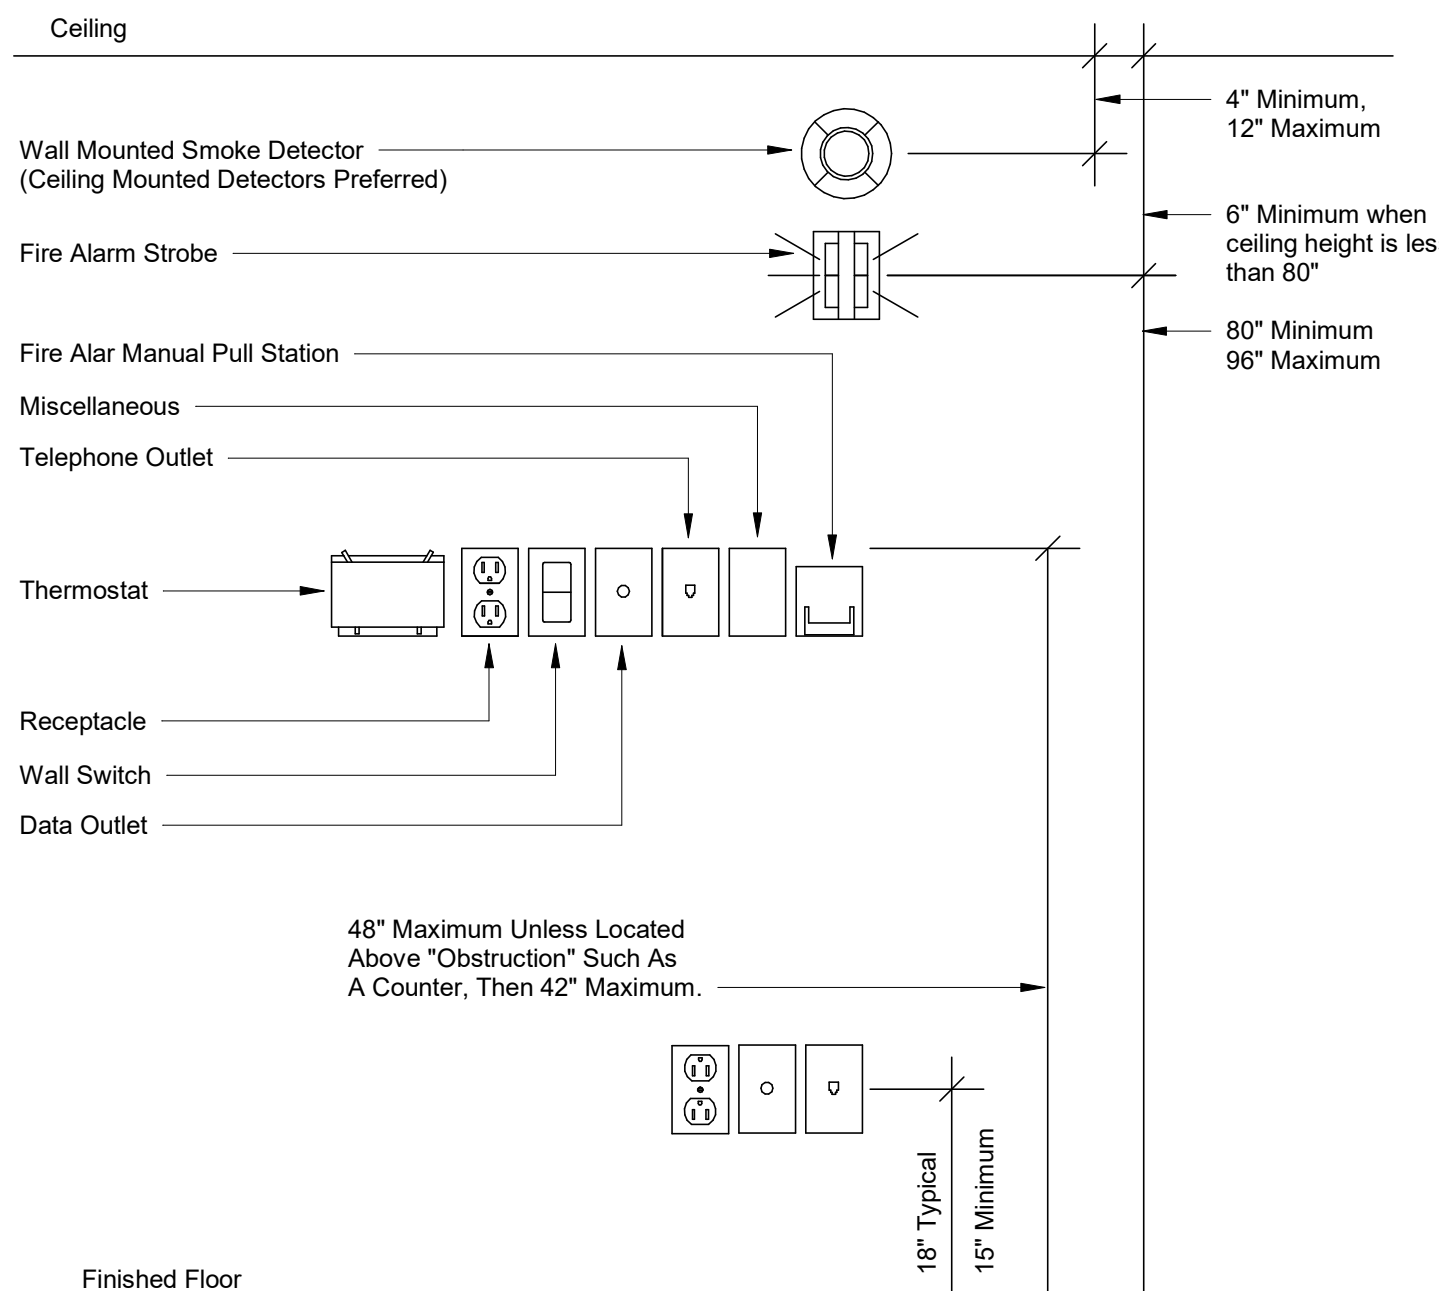 Ceiling
4" Minimum,
12" Maximum
Wall Mounted Smoke Detector
(Ceiling Mounted Detectors Preferred)
6" Minimum when
ceiling height is les
than 80"
Fire Alarm Strobe
80" Minimum
96" Maximum
Fire Alar Manual Pull Station
Miscellaneous
Telephone Outlet
Thermostat
Receptacle
Wall Switch
Data Outlet
48" Maximum Unless Located
Above "Obstruction" Such As
A Counter, Then 42" Maximum.
18" Typical
15" Minimum
Finished Floor